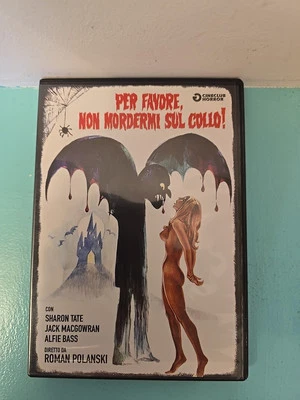 PER FAVORE,
NON MORDERMI SUL COLLO!
CINECLUB
HORROR
CON
SHARON TATE
JACK MACGOWRAN
ALFIE BASS
DIRETTO DA
ROMAN POLANSKI